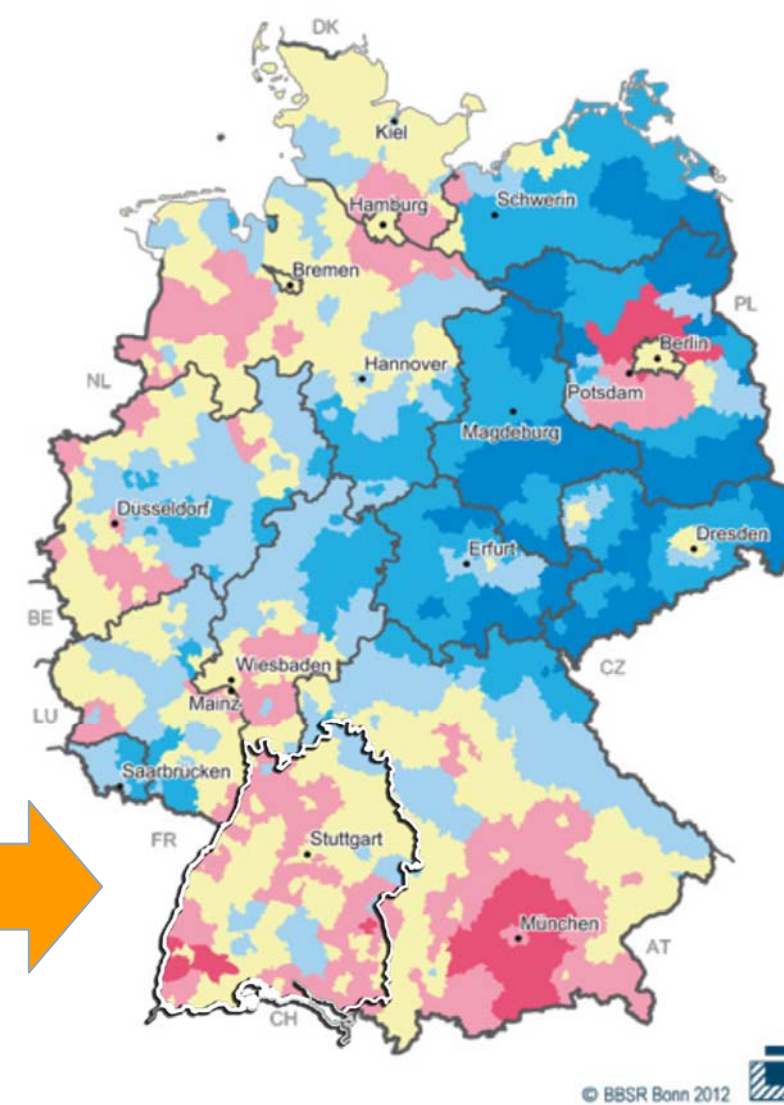 DK
Kiel
Schwerin
Hamburg
Bremen
PL
Berlin
Hannover
NL
Potsdam
Magdeburg
Düsseldorf
Dresden
Erfurt
BE
Wiesbaden
CZ
Mainz
LU
Saarbrücken
FR
Stuttgart
München
AT
CH
© BBSR Bonn 2012